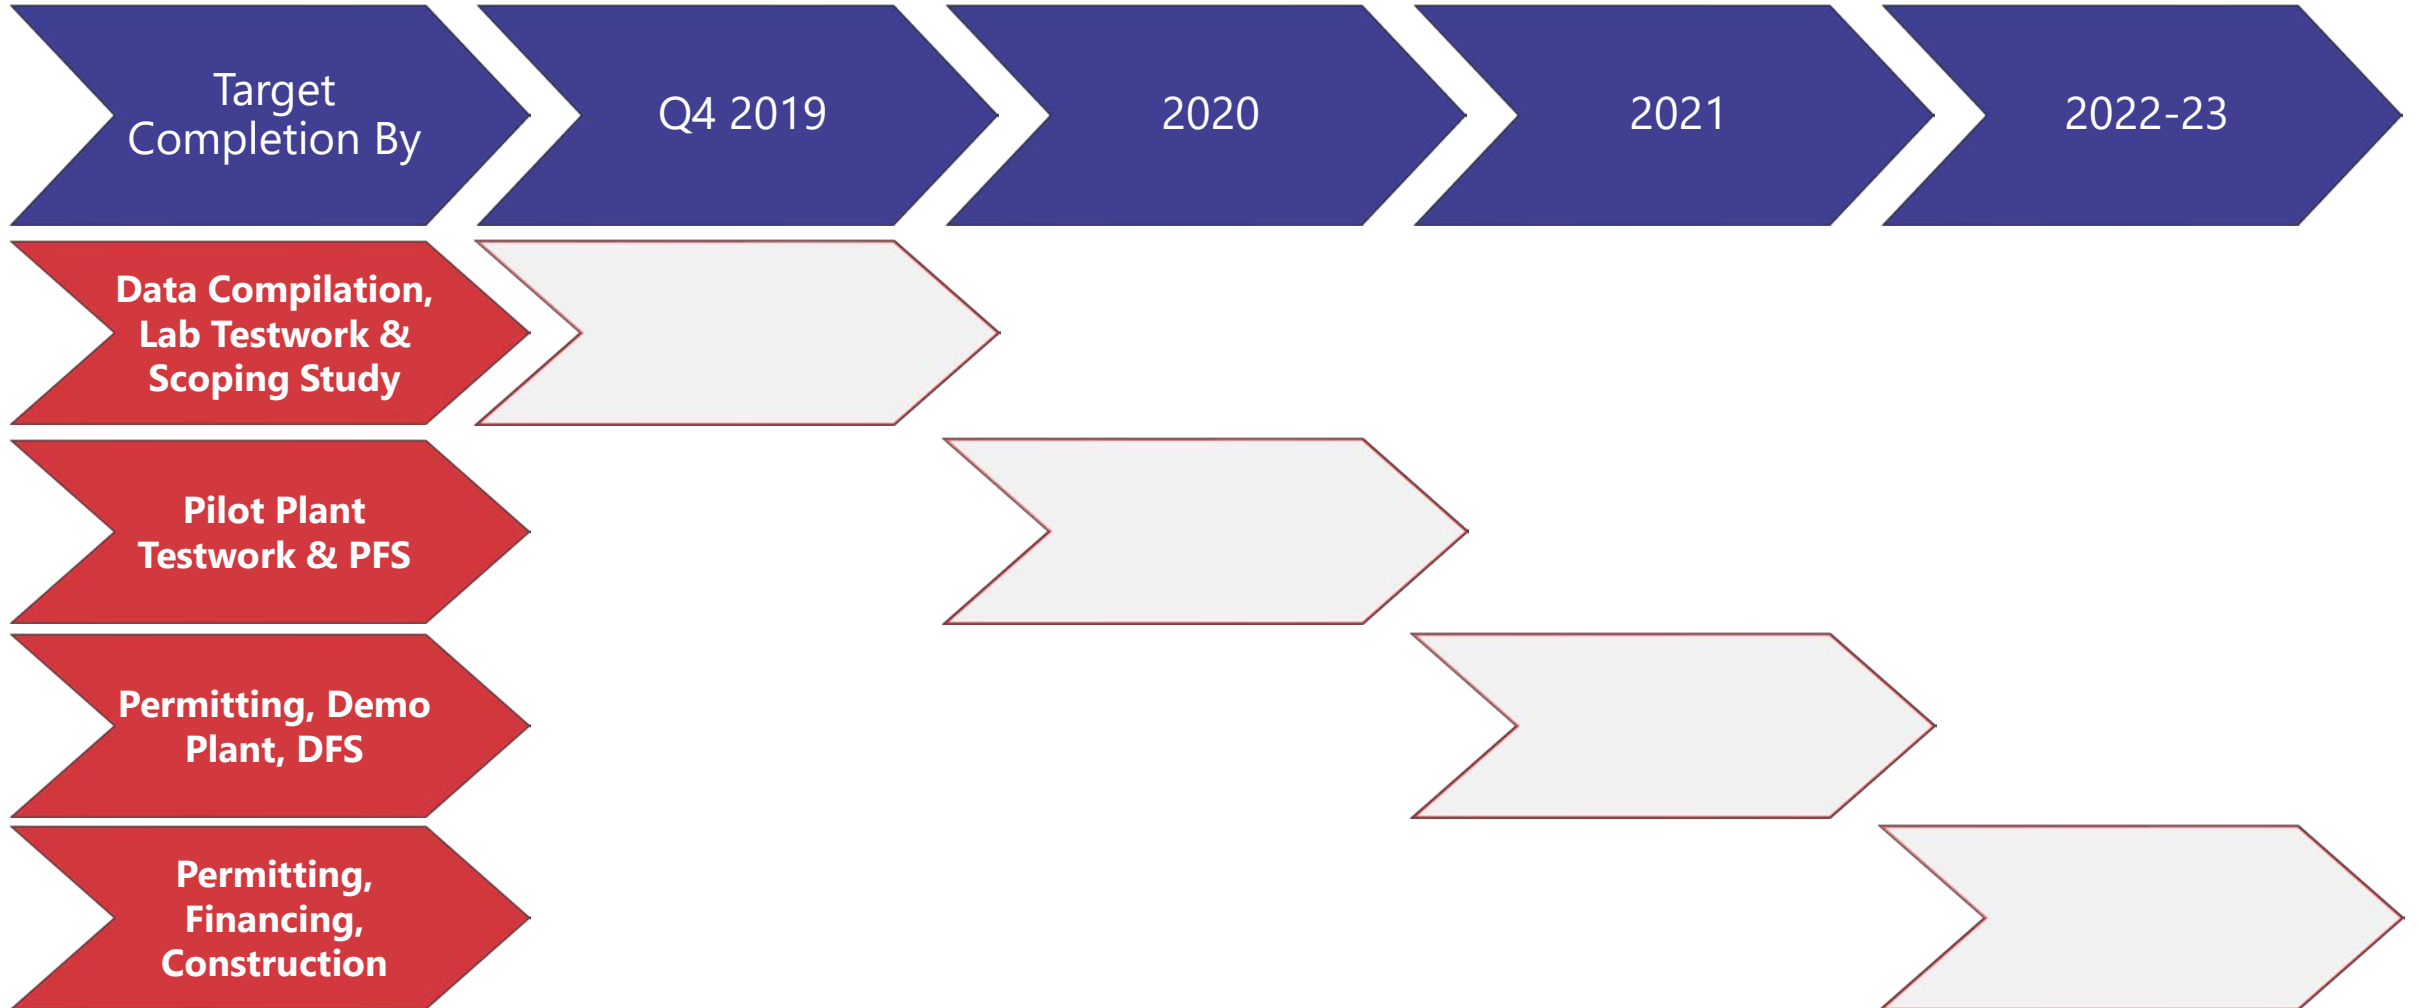 Target
Completion By
Q4 2019
2020
2021
2022-23
Data Compilation,
Lab Testwork &
Scoping Study
Pilot Plant
Testwork & PFS
Permitting, Demo
Plant, DFS
Permitting,
Financing,
Construction